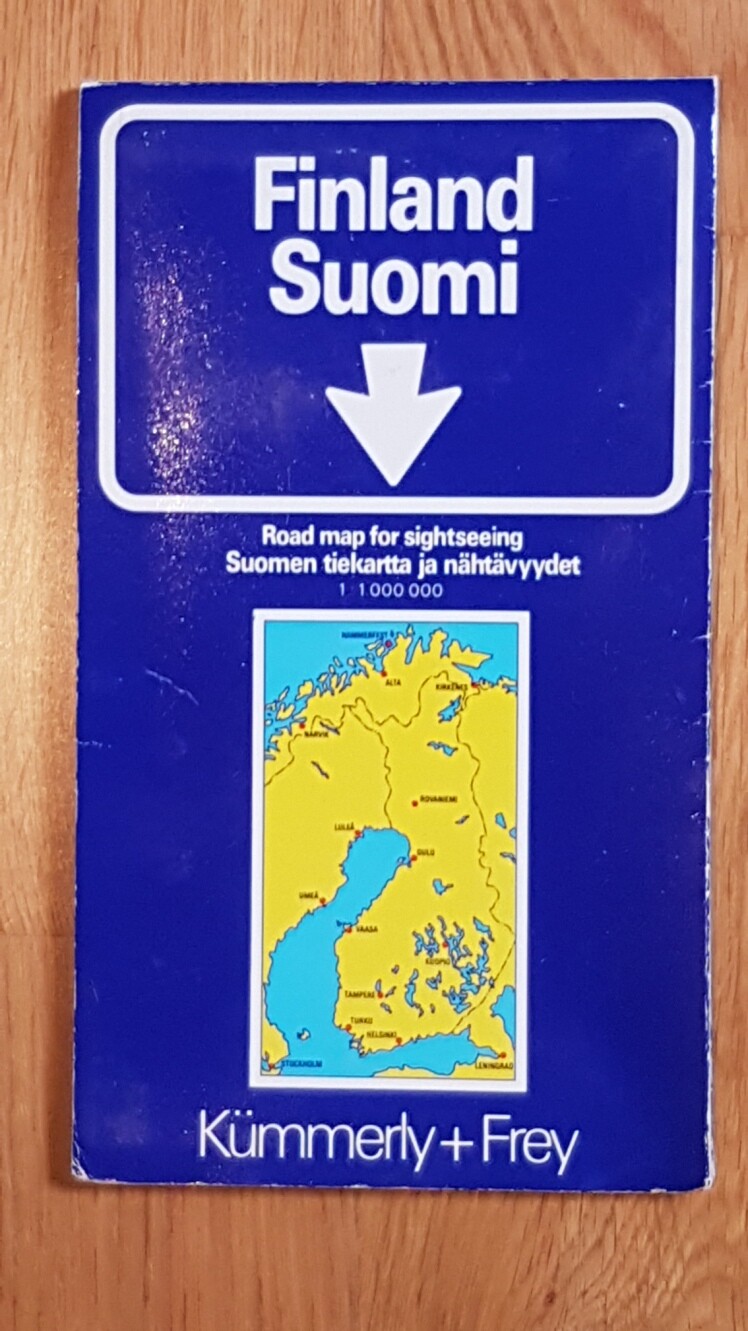 Finland
Suomi
Road map for sightseeing
Suomen tiekartta ja nähtävyydet
1 1 000 000
HAMMERFEST
ALTA
KIRKENES
NARVIK
ROVANIEMI
LULEÅ
OULU
UMEÅ
VAASA
KUOPIO
TAMPERE
TURKU
HELSINKI
STOCKHOLM
LENINGRAD
Kümmerly+Frey